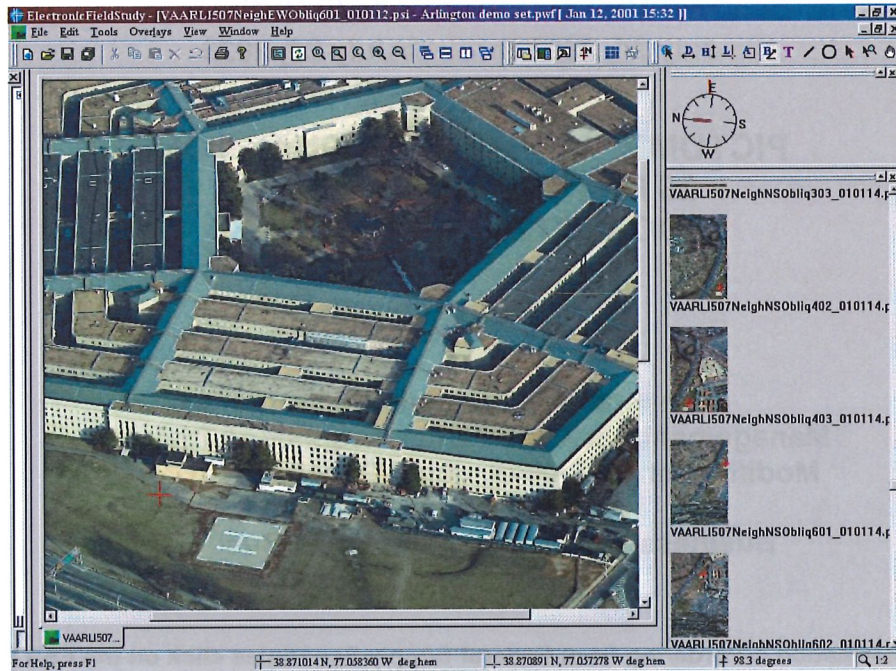 ElectronicFieldStudy - [VAARLI507NeighEWObliq601_010112.psi - Arlington demo set.pwf [ Jan 12, 2001 15:32 ]]
File Edit Tools Overlays View Window Help
E
N
S
W
VAARLI507NeighNSObliq303_010114.p
VAARLI507NeighNSObliq402_010114.p
VAARLI507NeighNSObliq403_010114.p
VAARLI507NeighNSObliq601_010114.p
VAARLI507NeighNSObliq602_010114.p
H
VAARLI507...
For Help, press F1
38.871014 N, 77.058360 W deg.hem
38.870891 N, 77.057278 W deg.hem
98.3 degrees
1:2